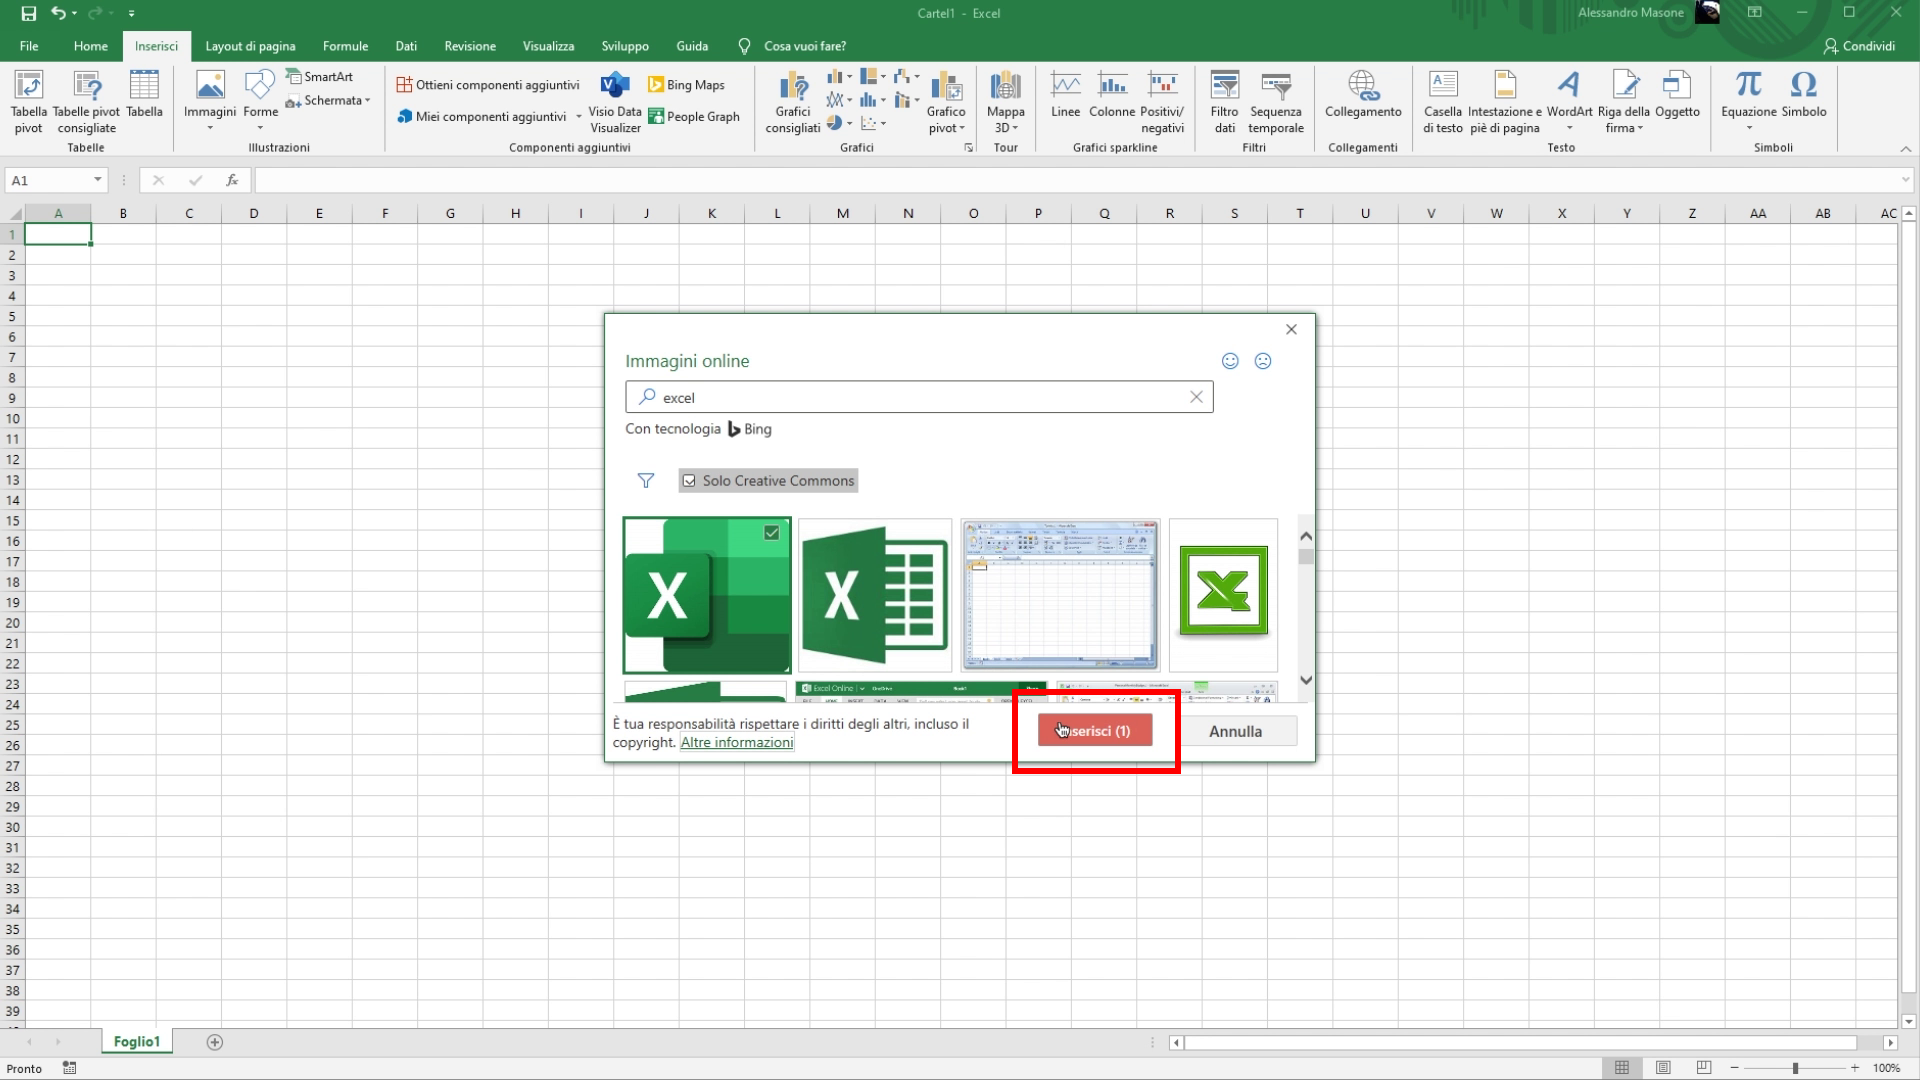 Cartel1 - Excel
Alessandro Masone
File Home Inserisci Layout di pagina Formule Dati Revisione Visualizza Sviluppo Guida Cosa vuoi fare? Condividi
Tabella pivot
Tabelle pivot consigliate
Tabella
Tabelle
Immagini
Forme
SmartArt
Schermata
Illustrazioni
Ottieni componenti aggiuntivi
Miei componenti aggiuntivi
Visio Data Visualizer
Bing Maps
People Graph
Componenti aggiuntivi
Grafici consigliati
Grafico pivot
Grafici
Mappa 3D
Tour
Linee
Colonne
Positivi/ negativi
Grafici sparkline
Filtro dati
Sequenza temporale
Filtri
Collegamento
Collegamenti
Casella di testo
Intestazione e piè di pagina
WordArt
Riga della firma
Oggetto
Testo
Equazione
Simbolo
Simboli
A1
fx
A B C D E F G H I J K L M N O P Q R S T U V W X Y Z AA AB AC
1
2
3
4
5
6
7
8
9
10
11
12
13
14
15
16
17
18
19
20
21
22
23
24
25
26
27
28
29
30
31
32
33
34
35
36
37
38
39
Immagini online
excel
Con tecnologia Bing
Solo Creative Commons
X
X
Excel Online
È tua responsabilità rispettare i diritti degli altri, incluso il
copyright. Altre informazioni
(1)
Annulla
Foglio1
Pronto
100%